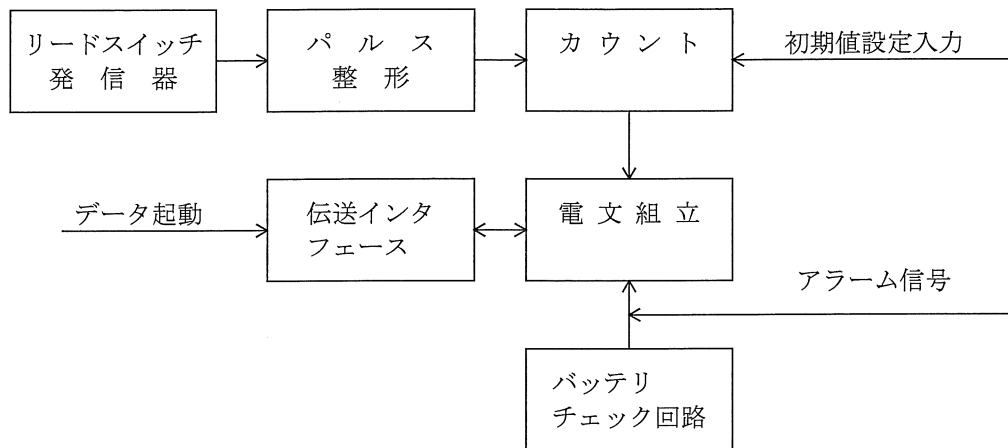 リードスイッチ
発信器
パルス
整形
カウント
初期値設定入力
データ起動
伝送インタ
フェース
電文組立
アラーム信号
バッテリ
チェック回路